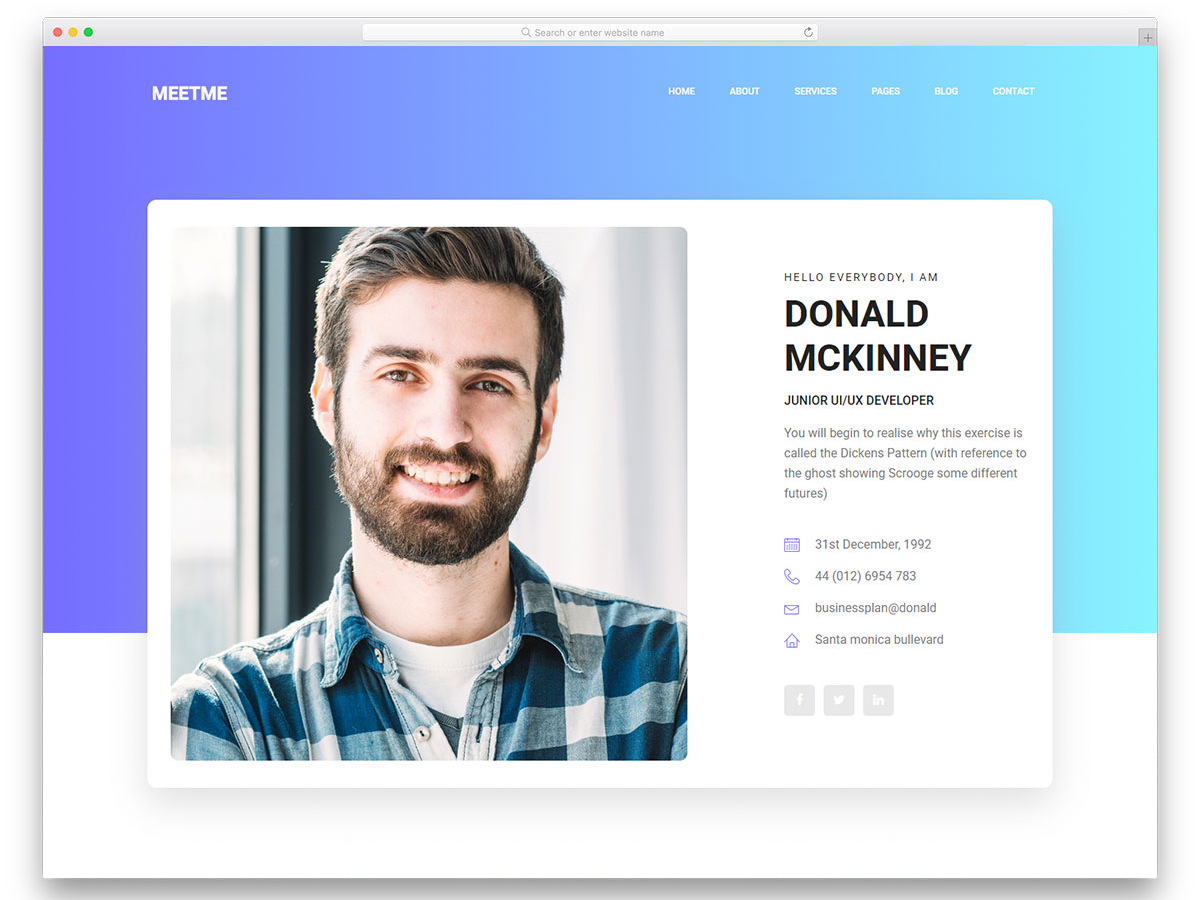 Search or enter website name
MEETME
HOME ABOUT SERVICES PAGES BLOG CONTACT
HELLO EVERYBODY, I AM
DONALD
MCKINNEY
JUNIOR UI/UX DEVELOPER
You will begin to realise why this exercise is
called the Dickens Pattern (with reference to
the ghost showing Scrooge some different
futures)
31st December, 1992
44 (012) 6954 783
businessplan@donald
Santa monica bullevard